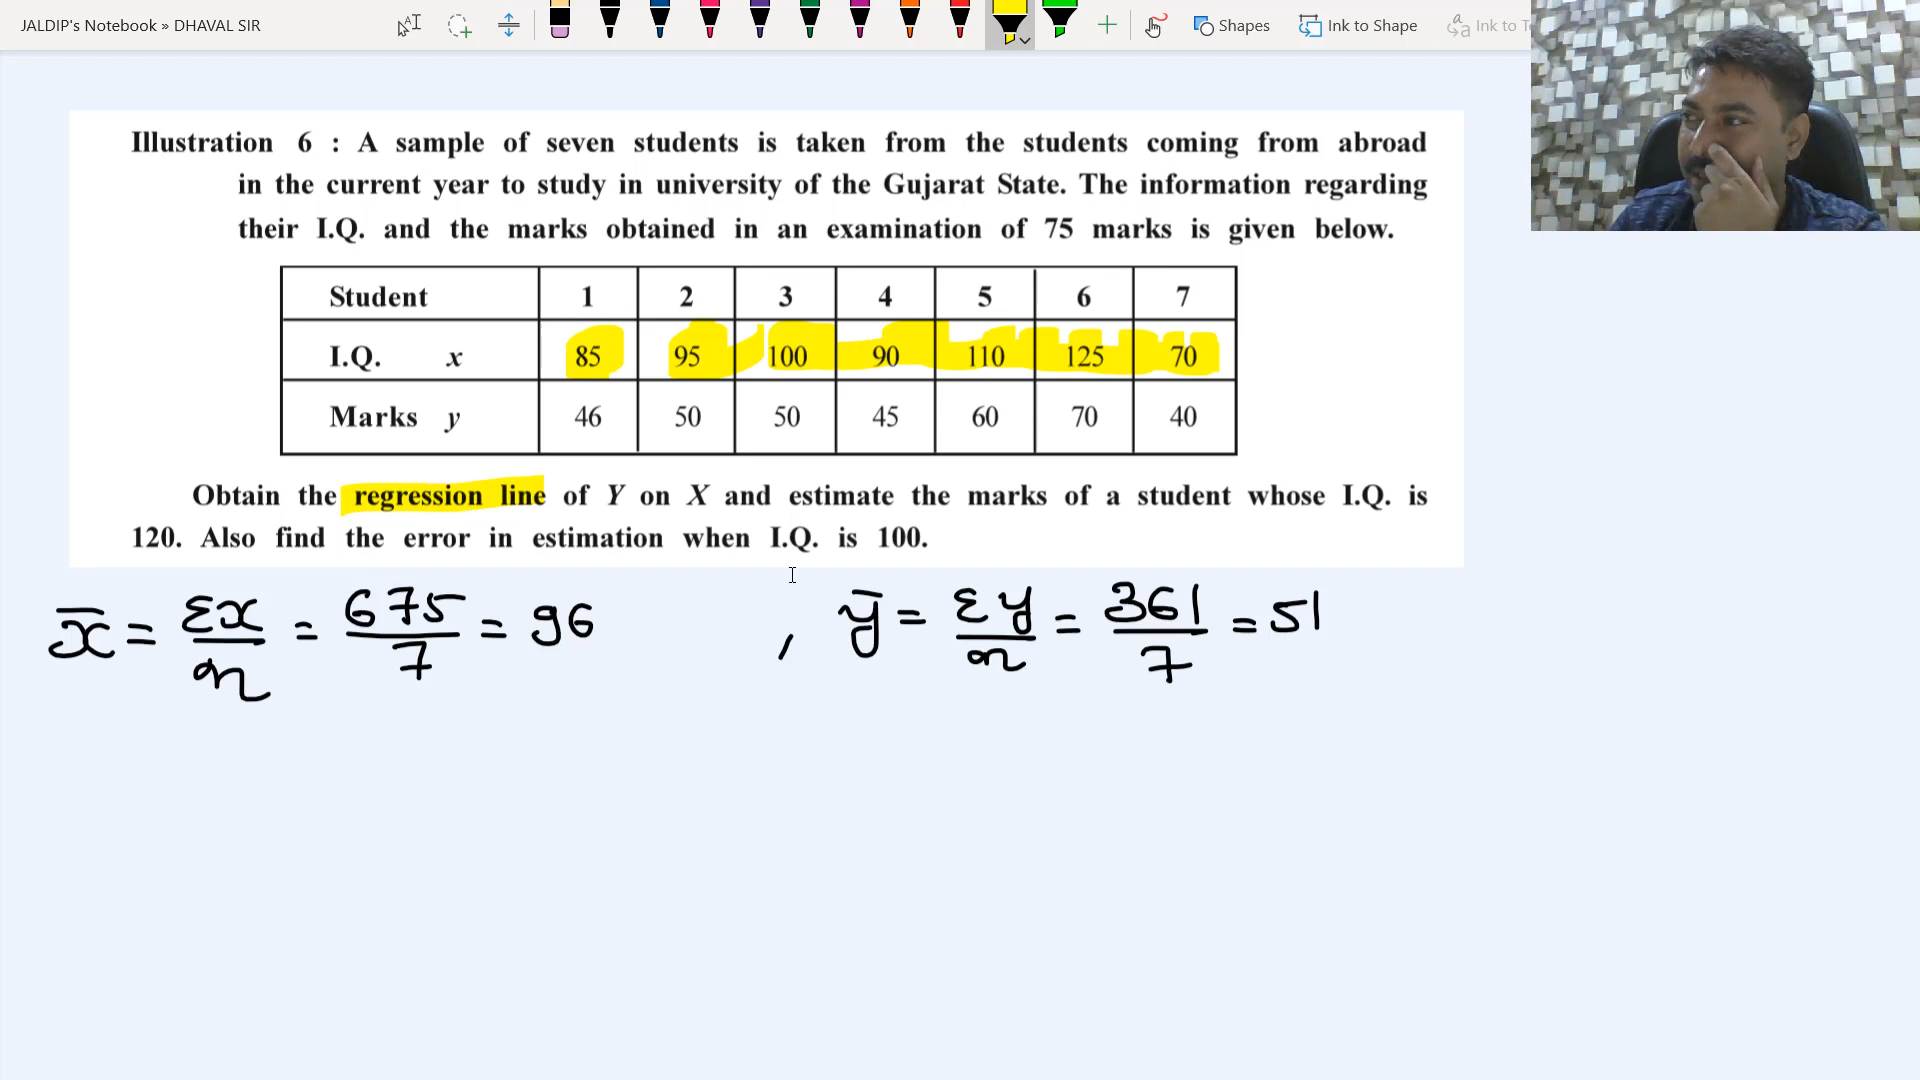 JALDIP's Notebook » DHAVAL SIR
Shapes
Ink to Shape
Ink to T
Illustration 6 : A sample of seven students is taken from the students coming from abroad
in the current year to study in university of the Gujarat State. The information regarding
their I.Q. and the marks obtained in an examination of 75 marks is given below.
Student 1 2 3 4 5 6 7
I.Q. x 85 95 100 90 110 125 70
Marks y 46 50 50 45 60 70 40
Obtain the regression line of Y on X and estimate the marks of a student whose I.Q. is
120. Also find the error in estimation when I.Q. is 100.
x̄ = Σx/n = 675/7 = 96 , ȳ = Σy/n = 361/7 = 51